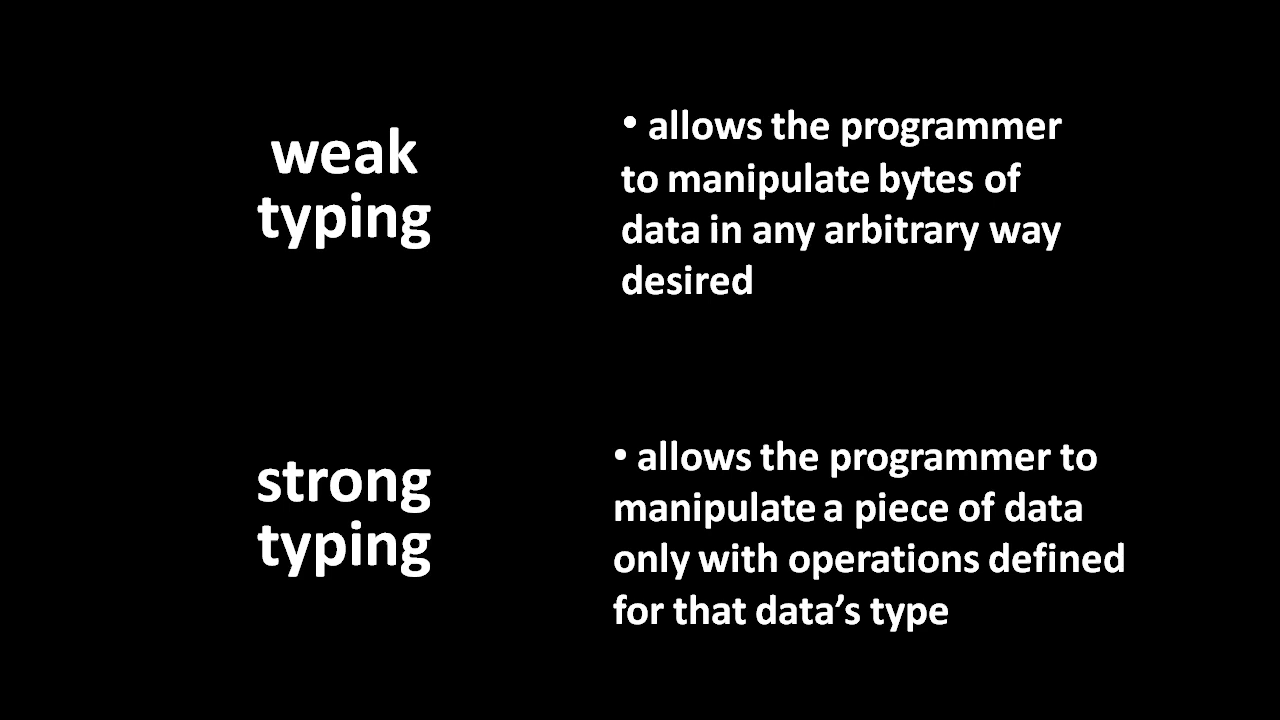 weak
typing
• allows the programmer
to manipulate bytes of
data in any arbitrary way
desired
strong
typing
• allows the programmer to
manipulate a piece of data
only with operations defined
for that data’s type